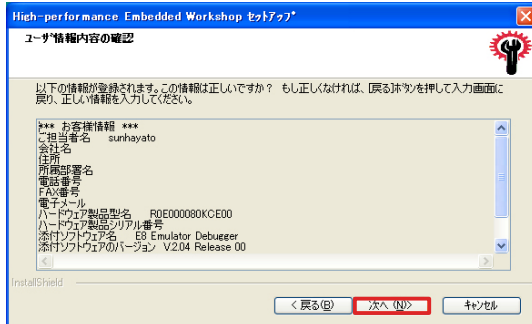 High-performance Embedded Workshop セットアップ
ユーザ情報内容の確認
以下の情報が登録されます。この情報は正しいですか？ もし正しくなければ、[戻る]ボタンを押して入力画面に
戻り、正しい情報を入力してください。
*** お客様情報 ***
ご担当者名 sunhayato
会社名
住所
所属部署名
電話番号
FAX番号
電子メール
ハードウェア製品型名 R0E000080KCE00
ハードウェア製品シリアル番号
添付ソフトウェア名 E8 Emulator Debugger
添付ソフトウェアのバージョン V.2.04 Release 00
InstallShield
< 戻る(B)
次へ (N)>
キャンセル